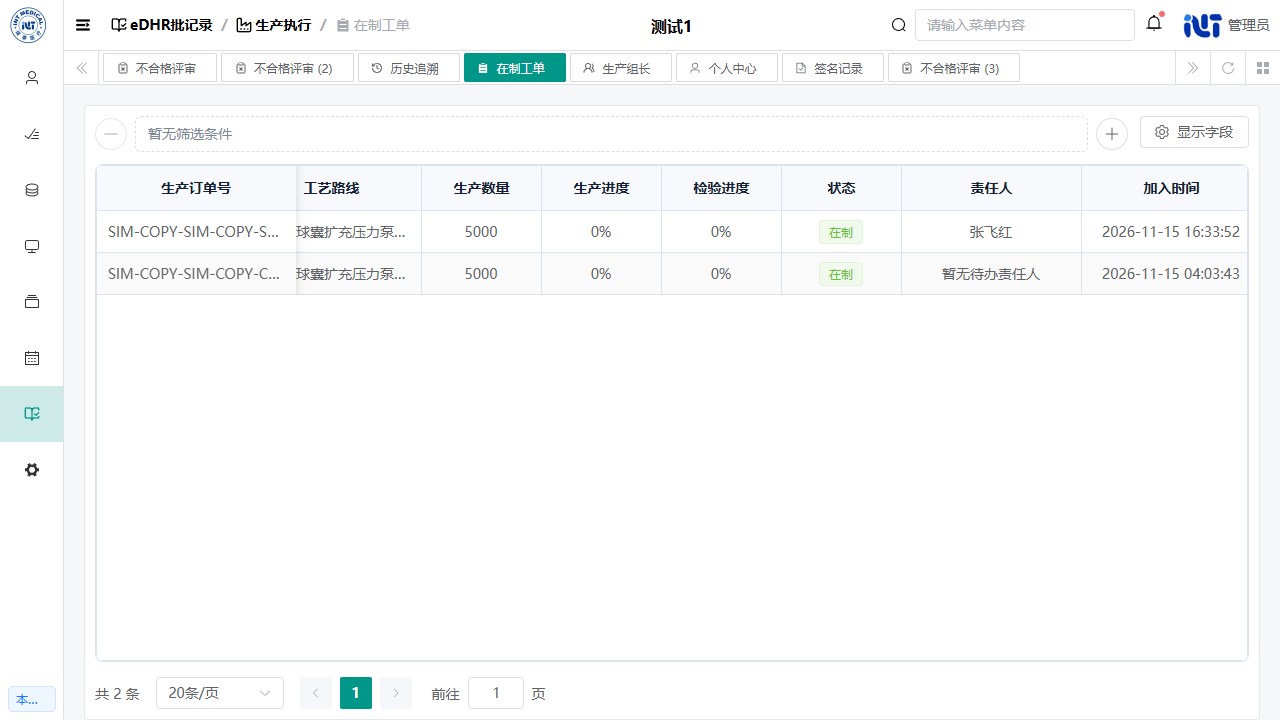 eDHR批记录 / 生产执行 / 在制工单
测试1
请输入菜单内容
管理员
不合格评审
不合格评审 (2)
历史追溯
在制工单
生产组长
个人中心
签名记录
不合格评审 (3)
暂无筛选条件
显示字段
生产订单号 工艺路线 生产数量 生产进度 检验进度 状态 责任人 加入时间
SIM-COPY-SIM-COPY-S... 球囊扩充压力泵... 5000 0% 0% 在制 张飞红 2026-11-15 16:33:52
SIM-COPY-SIM-COPY-C... 球囊扩充压力泵... 5000 0% 0% 在制 暂无待办责任人 2026-11-15 04:03:43
本...
共 2 条 20条/页 1 前往 1 页